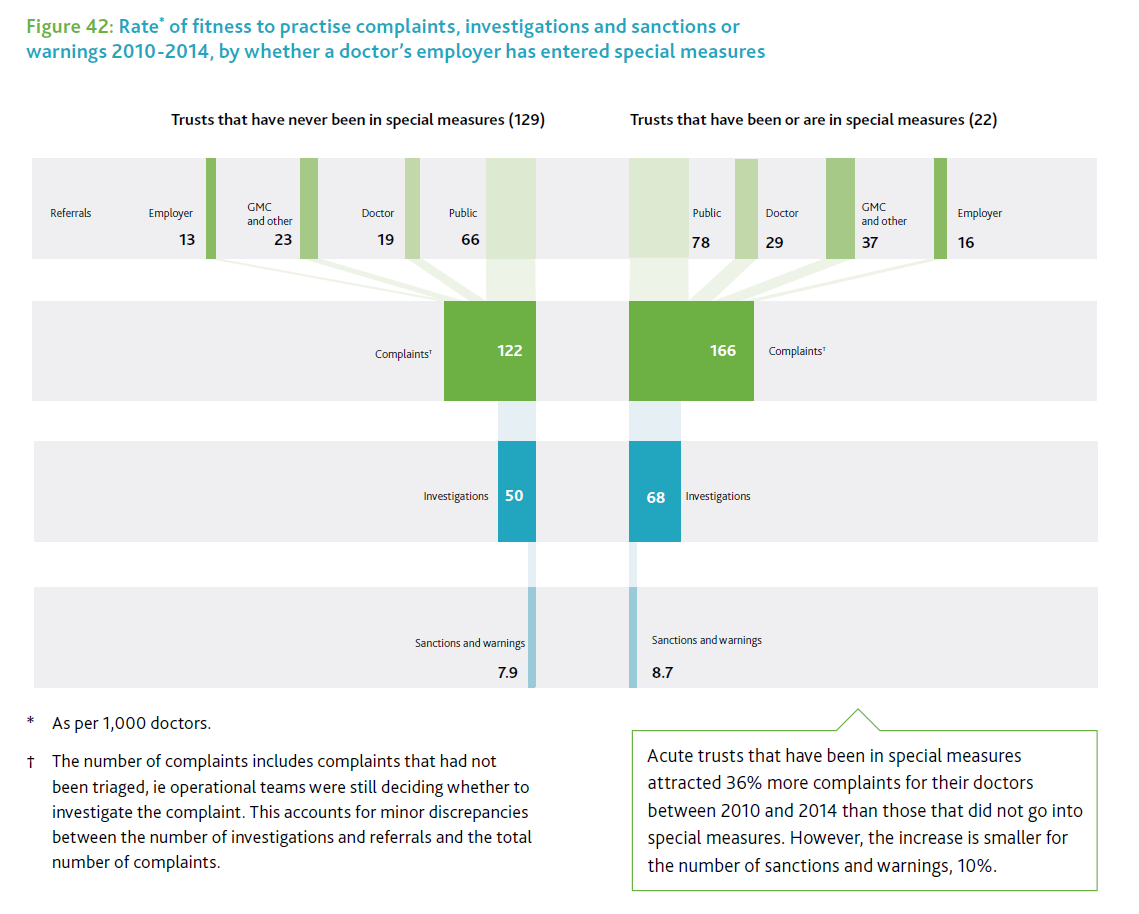 Figure 42: Rate* of fitness to practise complaints, investigations and sanctions or
warnings 2010-2014, by whether a doctor's employer has entered special measures
Trusts that have never been in special measures (129)
Trusts that have been or are in special measures (22)
Referrals
Employer
13
GMC
and other
23
Doctor
19
Public
66
Public
78
Doctor
29
GMC
and other
37
Employer
16
Complaints†
122
166
Complaints†
Investigations
50
68
Investigations
Sanctions and warnings
7.9
Sanctions and warnings
8.7
* As per 1,000 doctors.
† The number of complaints includes complaints that had not
been triaged, ie operational teams were still deciding whether to
investigate the complaint. This accounts for minor discrepancies
between the number of investigations and referrals and the total
number of complaints.
Acute trusts that have been in special measures
attracted 36% more complaints for their doctors
between 2010 and 2014 than those that did not go into
special measures. However, the increase is smaller for
the number of sanctions and warnings, 10%.